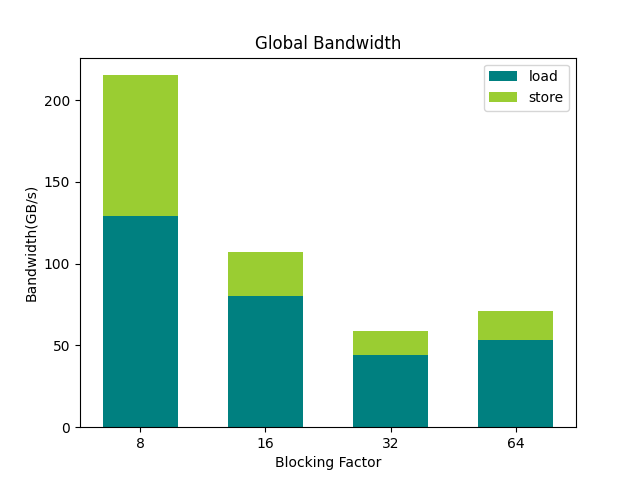 Global Bandwidth
load
store
200
150
100
50
0
Bandwidth(GB/s)
8 16 32 64
Blocking Factor